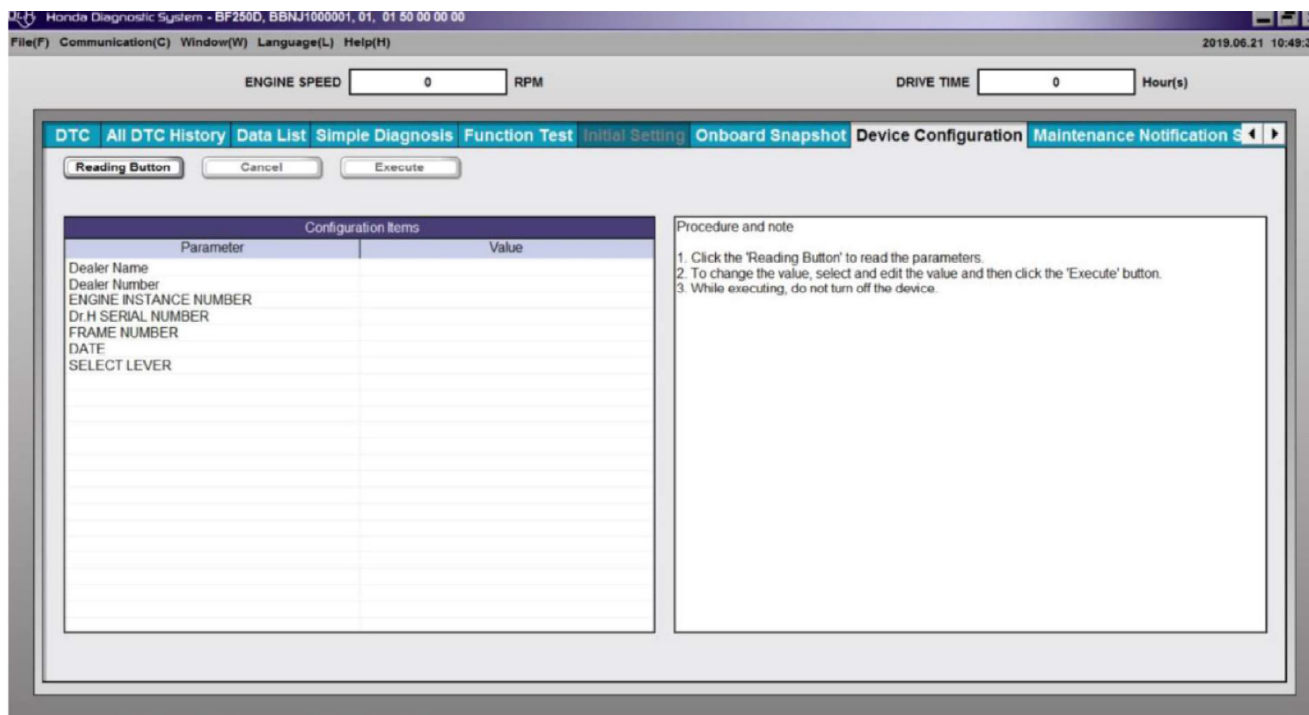 Honda Diagnostic System - BF250D, BBNJ1000001, 01, 01 50 00 00 00
File(F) Communication(C) Window(W) Language(L) Help(H) 2019.06.21 10:49:
ENGINE SPEED 0 RPM DRIVE TIME 0 Hour(s)
DTC All DTC History Data List Simple Diagnosis Function Test Initial Setting Onboard Snapshot Device Configuration Maintenance Notification S
Reading Button Cancel Execute
Configuration Items
Parameter Value
Dealer Name
Dealer Number
ENGINE INSTANCE NUMBER
Dr.H SERIAL NUMBER
FRAME NUMBER
DATE
SELECT LEVER
Procedure and note
1. Click the 'Reading Button' to read the parameters.
2. To change the value, select and edit the value and then click the 'Execute' button.
3. While executing, do not turn off the device.